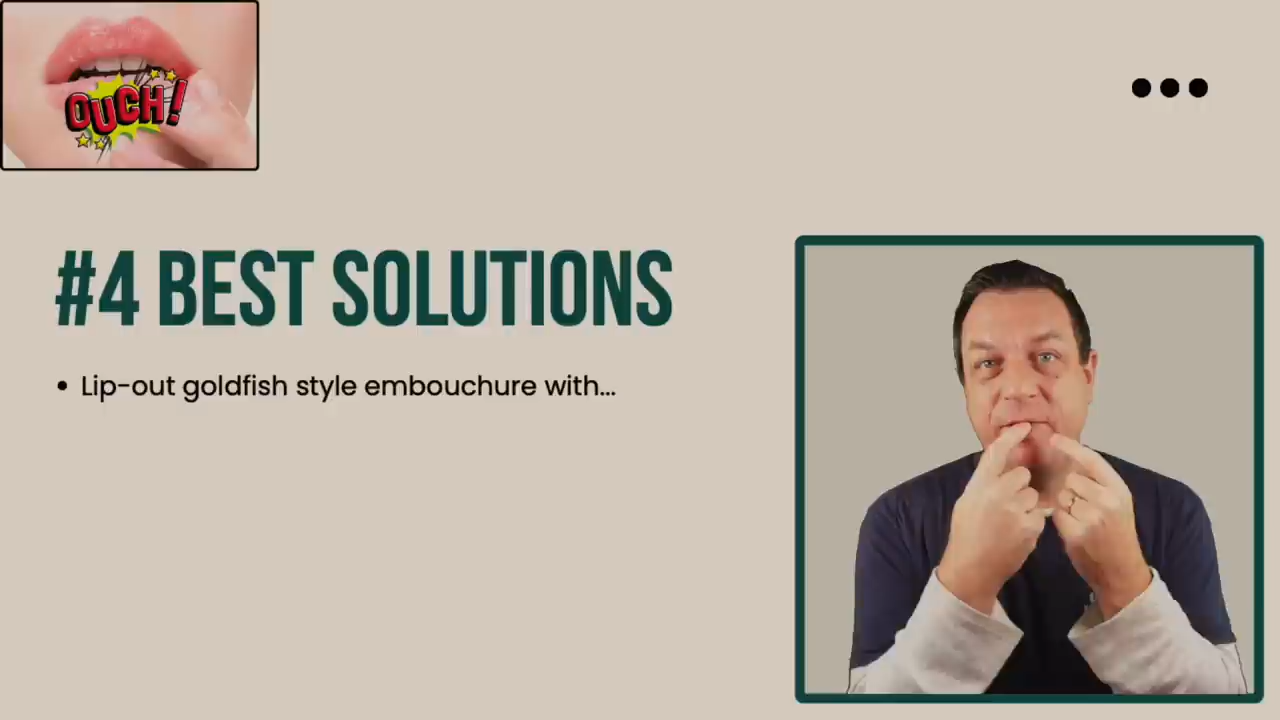 OUCH!
#4 BEST SOLUTIONS
• Lip-out goldfish style embouchure with...